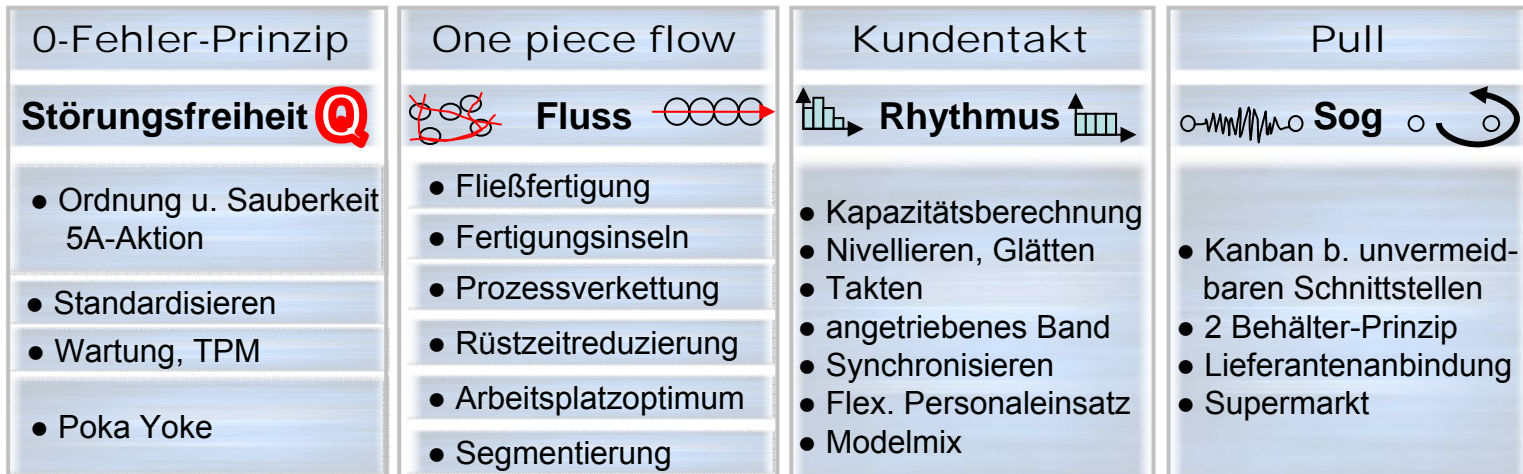 0-Fehler-Prinzip
Störungsfreiheit Q
● Ordnung u. Sauberkeit
5A-Aktion
● Standardisieren
● Wartung, TPM
● Poka Yoke
One piece flow
Fluss
● Fließfertigung
● Fertigungsinseln
● Prozessverkettung
● Rüstzeitreduzierung
● Arbeitsplatzoptimum
● Segmentierung
Kundentakt
Rhythmus
● Kapazitätsberechnung
● Nivellieren, Glätten
● Takten
● angetriebenes Band
● Synchronisieren
● Flex. Personaleinsatz
● Modelmix
Pull
Sog
● Kanban b. unvermeid-
baren Schnittstellen
● 2 Behälter-Prinzip
● Lieferantenanbindung
● Supermarkt